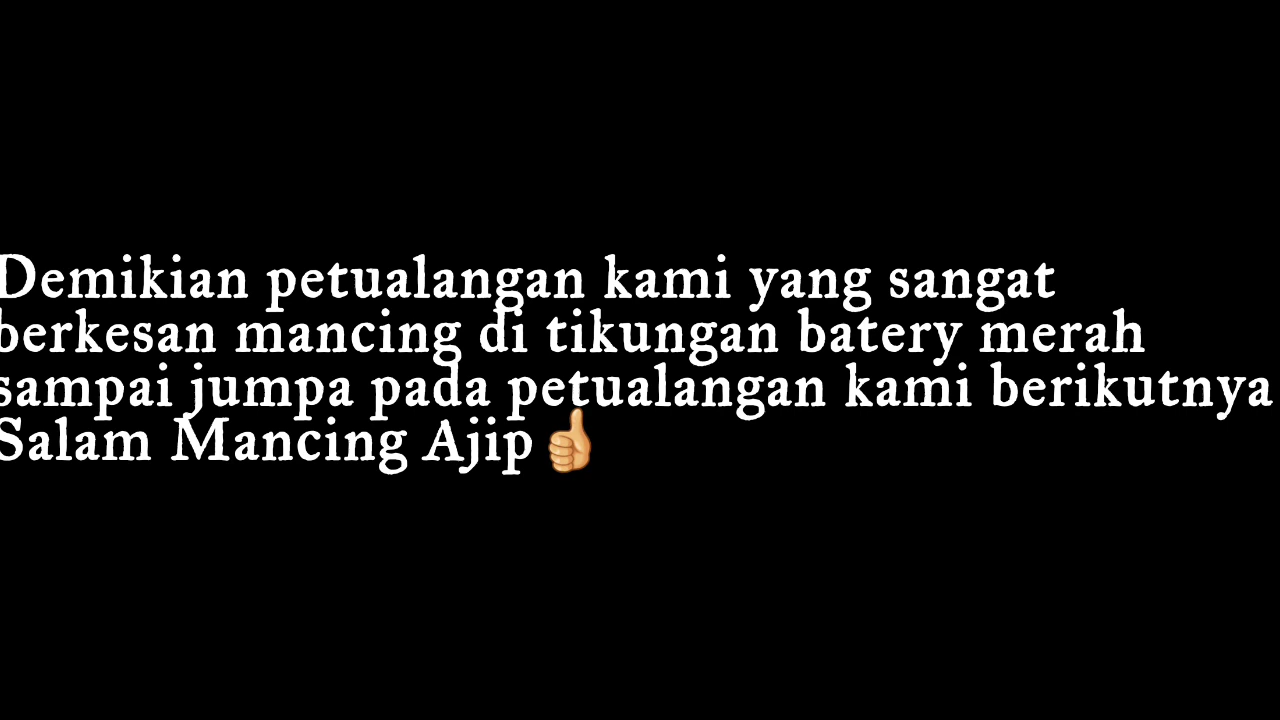 Demikian petualangan kami yang sangat
berkesan mancing di tikungan batery merah
sampai jumpa pada petualangan kami berikutnya
Salam Mancing Ajip👍